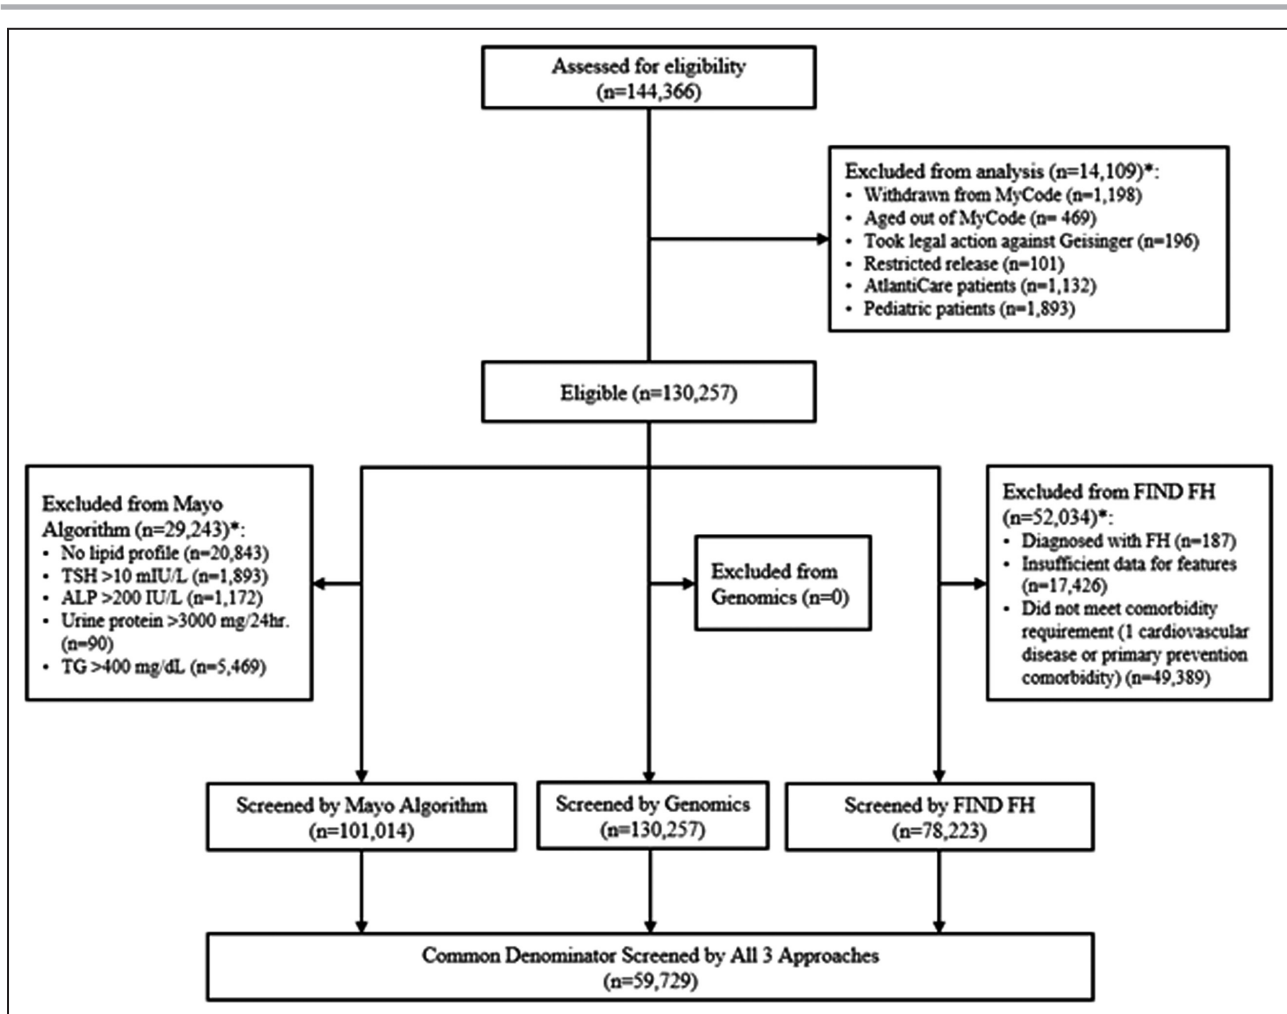 Assessed for eligibility
(n=144,366)
Excluded from analysis (n=14,109)*:
• Withdrawn from MyCode (n=1,198)
• Aged out of MyCode (n= 469)
• Took legal action against Geisinger (n=196)
• Restricted release (n=101)
• AtlantiCare patients (n=1,132)
• Pediatric patients (n=1,893)
Eligible (n=130,257)
Excluded from Mayo
Algorithm (n=29,243)*:
• No lipid profile (n=20,843)
• TSH >10 mIU/L (n=1,893)
• ALP >200 IU/L (n=1,172)
• Urine protein >3000 mg/24hr.
(n=90)
• TG >400 mg/dL (n=5,469)
Excluded from
Genomics (n=0)
Excluded from FIND FH
(n=52,034)*:
• Diagnosed with FH (n=187)
• Insufficient data for features
(n=17,426)
• Did not meet comorbidity
requirement (1 cardiovascular
disease or primary prevention
comorbidity) (n=49,389)
Screened by Mayo Algorithm
(n=101,014)
Screened by Genomics
(n=130,257)
Screened by FIND FH
(n=78,223)
Common Denominator Screened by All 3 Approaches
(n=59,729)